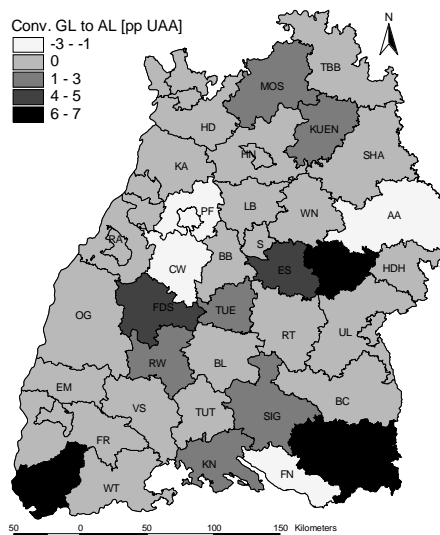 Conv. GL to AL [pp UAA]
-3 - -1
0
1 - 3
4 - 5
6 - 7
N
TBB
MOS
HD
KUEN
HN
SHA
KA
PF
LB
WN
AA
RA
S
CW
BB
ES
HDH
FDS
TUE
OG
RT
UL
RW
BL
EM
VS
TUT
SIG
BC
FR
KN
FN
WT
50 0 50 100 150 Kilometers